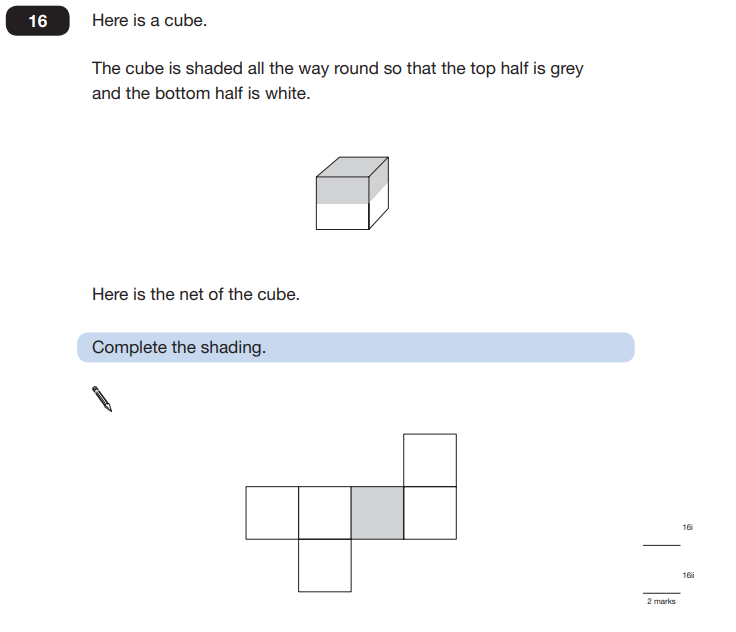 16
Here is a cube.
The cube is shaded all the way round so that the top half is grey
and the bottom half is white.
Here is the net of the cube.
Complete the shading.
16i
16ii
2 marks